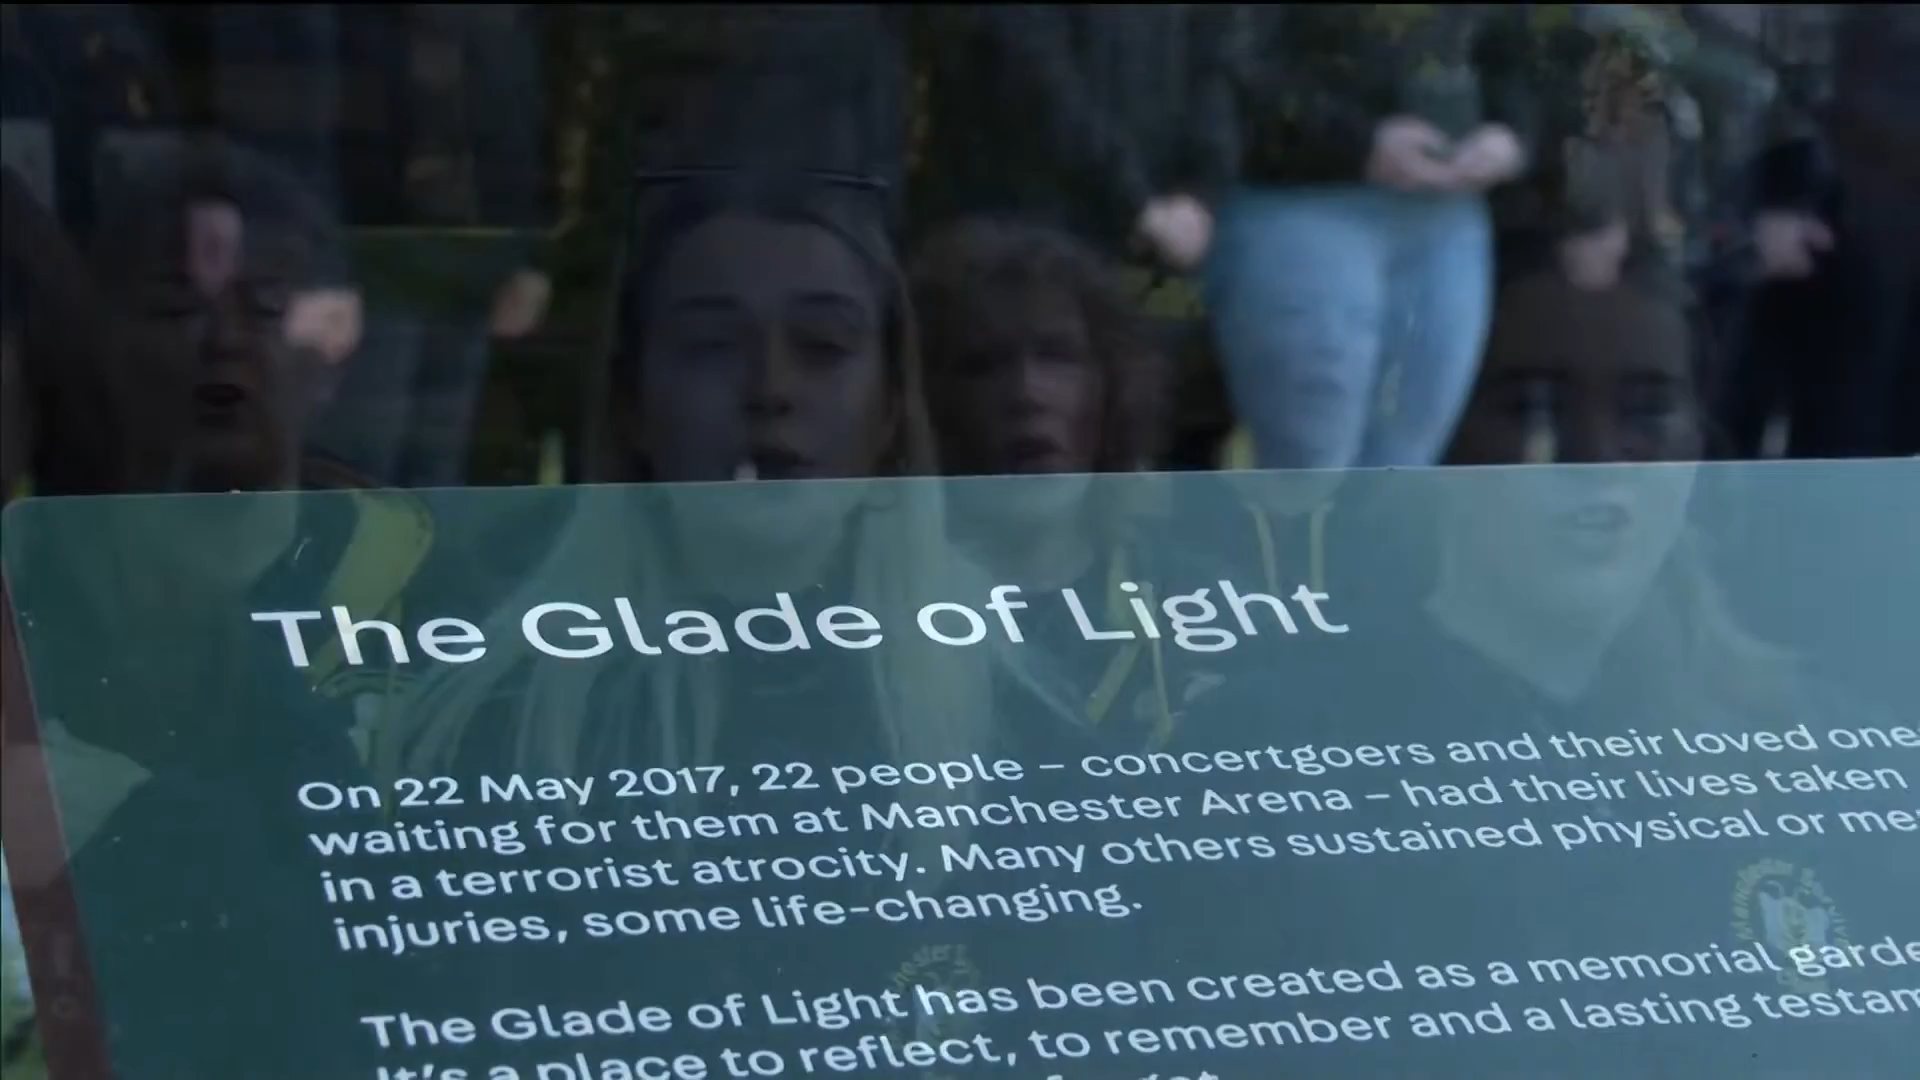 The Glade of Light
On 22 May 2017, 22 people – concertgoers and their loved one
waiting for them at Manchester Arena – had their lives taken
in a terrorist atrocity. Many others sustained physical or me
injuries, some life-changing.
The Glade of Light has been created as a memorial garde
It's a place to reflect, to remember and a lasting testam